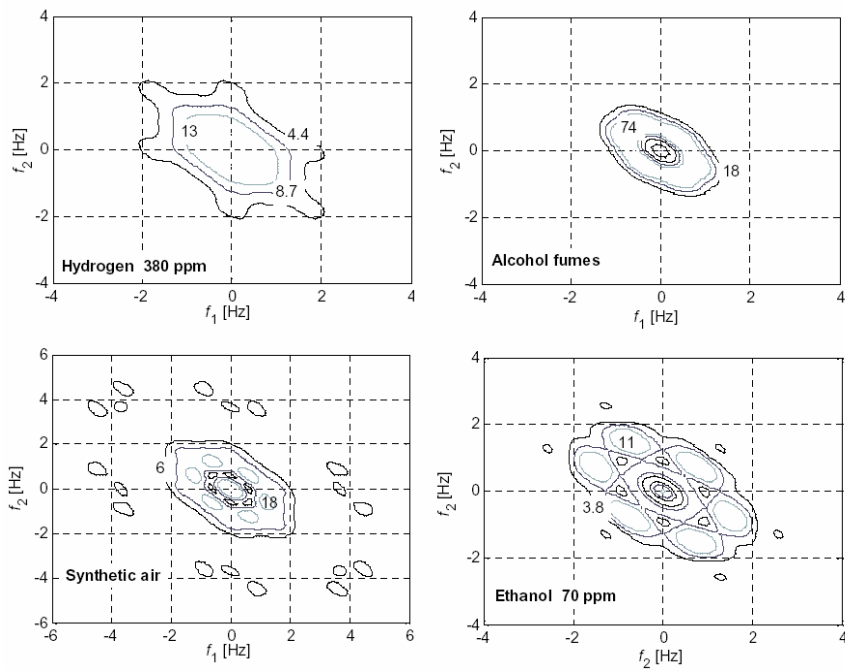 4
2
0
-2
-4
f₂ [Hz]
13
4.4
8.7
Hydrogen 380 ppm
-4 -2 0 2 4
f₁ [Hz]
4
2
0
-2
-4
f₂ [Hz]
74
18
Alcohol fumes
-4 -2 0 2 4
f₁ [Hz]
6
4
2
0
-2
-4
-6
f₂ [Hz]
6
18
Synthetic air
-6 -4 -2 0 2 4 6
f₁ [Hz]
4
2
0
-2
-4
f₂ [Hz]
11
3.8
Ethanol 70 ppm
-4 -2 0 2 4
f₂ [Hz]